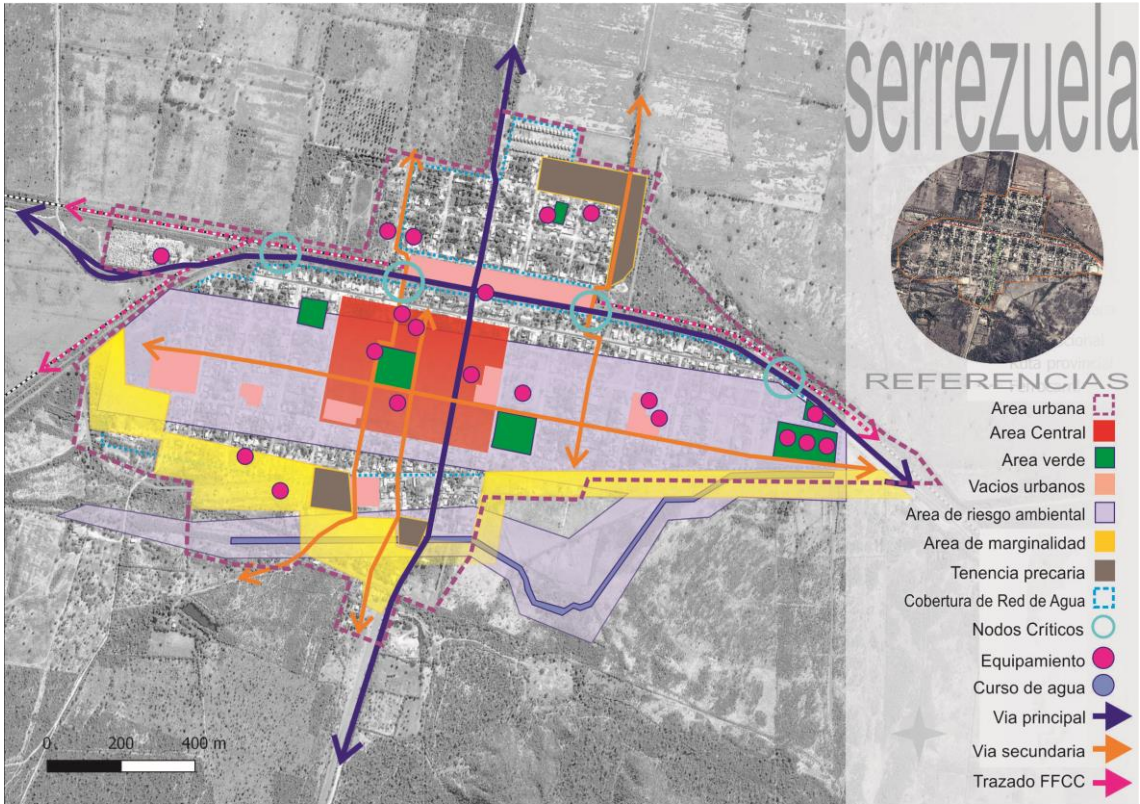 serrezuela
REFERENCIAS
Area urbana
Area Central
Area verde
Vacios urbanos
Area de riesgo ambiental
Area de marginalidad
Tenencia precaria
Cobertura de Red de Agua
Nodos Críticos
Equipamiento
Curso de agua
Via principal
Via secundaria
Trazado FFCC
0 200 400 m